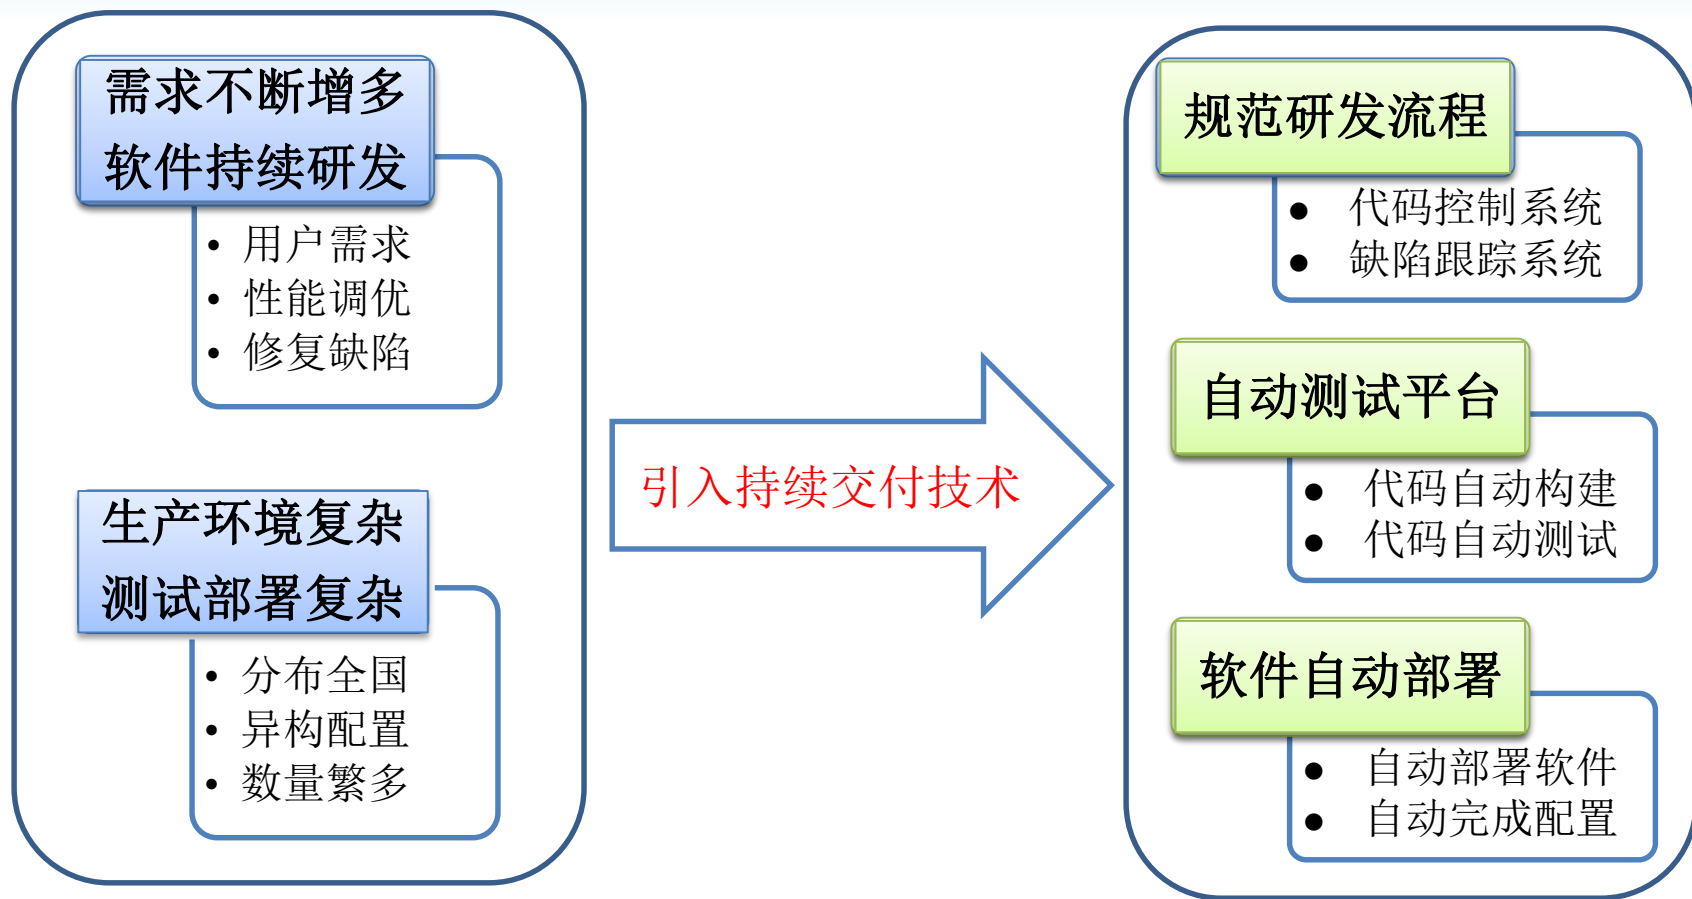 需求不断增多
软件持续研发
• 用户需求
• 性能调优
• 修复缺陷
生产环境复杂
测试部署复杂
• 分布全国
• 异构配置
• 数量繁多
引入持续交付技术
规范研发流程
● 代码控制系统
● 缺陷跟踪系统
自动测试平台
● 代码自动构建
● 代码自动测试
软件自动部署
● 自动部署软件
● 自动完成配置